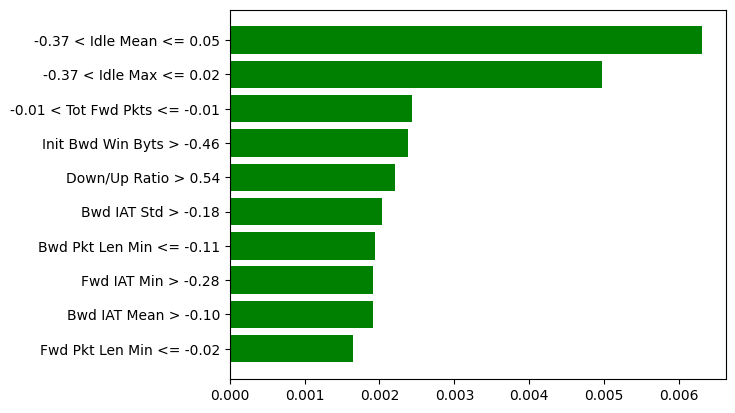 -0.37 < Idle Mean <= 0.05
-0.37 < Idle Max <= 0.02
-0.01 < Tot Fwd Pkts <= -0.01
Init Bwd Win Byts > -0.46
Down/Up Ratio > 0.54
Bwd IAT Std > -0.18
Bwd Pkt Len Min <= -0.11
Fwd IAT Min > -0.28
Bwd IAT Mean > -0.10
Fwd Pkt Len Min <= -0.02
0.000 0.001 0.002 0.003 0.004 0.005 0.006